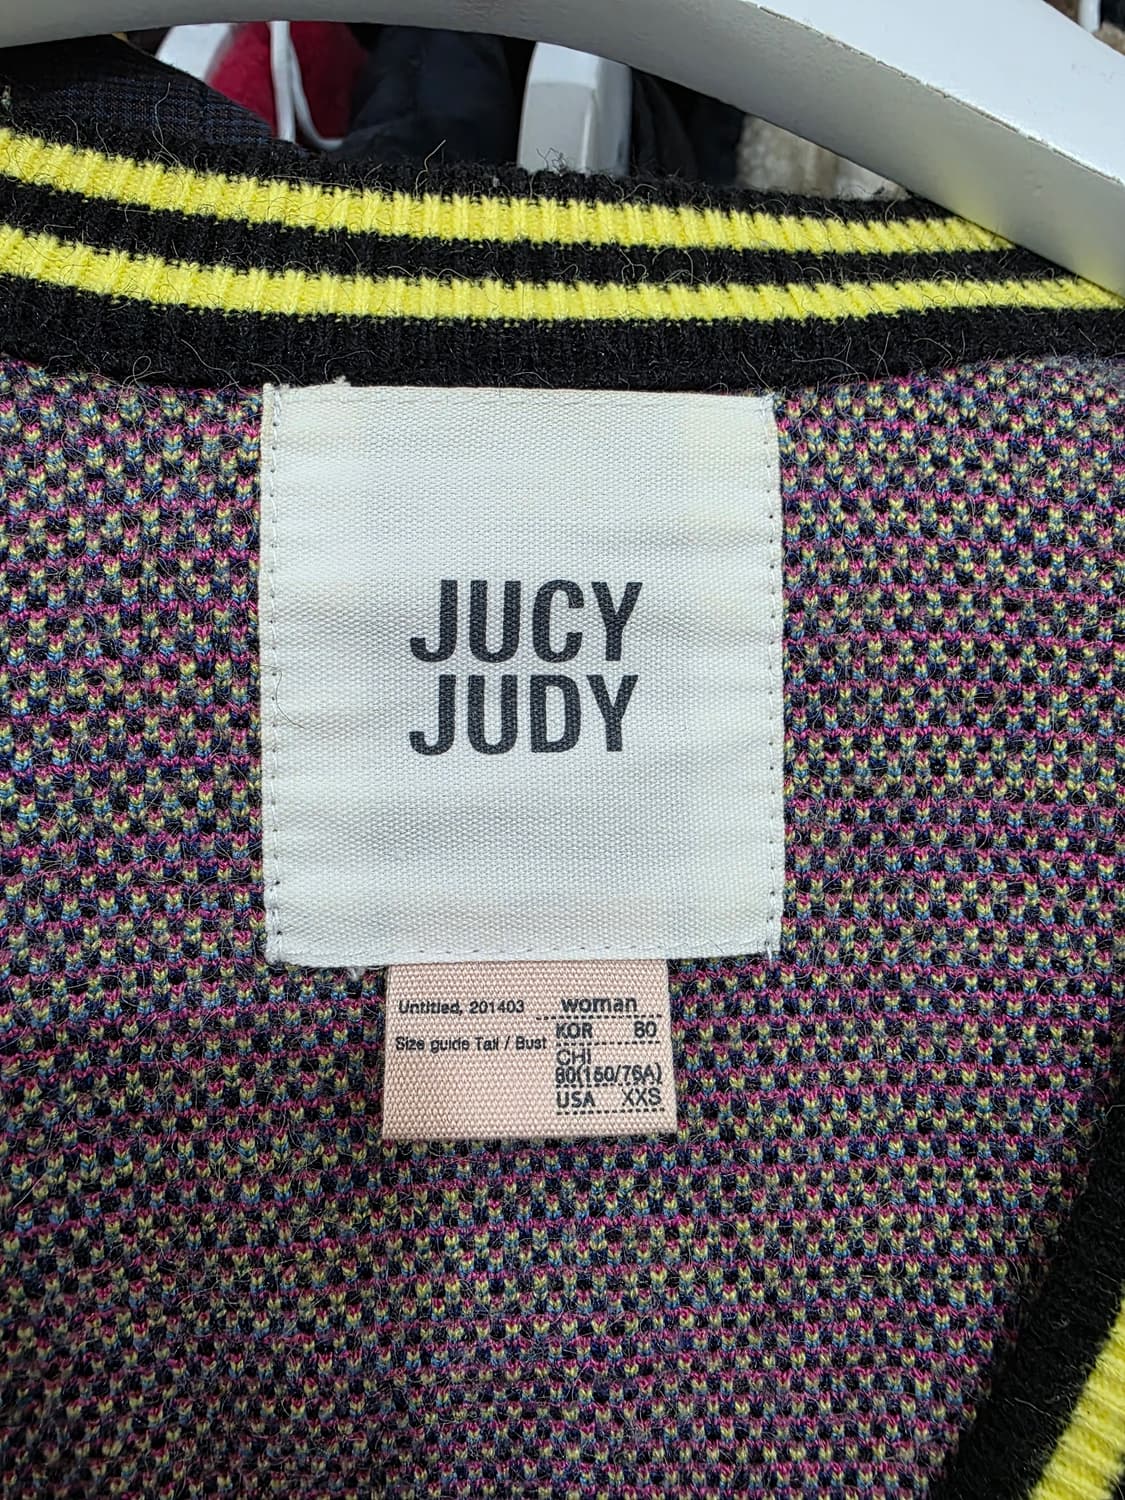 JUCY
JUDY
Untitled, 201403 woman
KOR 80
Size guide Tall / Bust
CHI
80(150/76A)
USA XXS